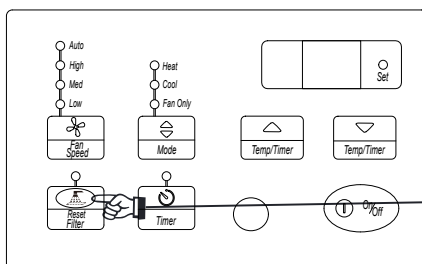 Auto
High
Med
Low
Heat
Cool
Fan Only
Set
Fan
Speed
Mode
Temp/Timer
Temp/Timer
Reset
Filter
Timer
On/Off